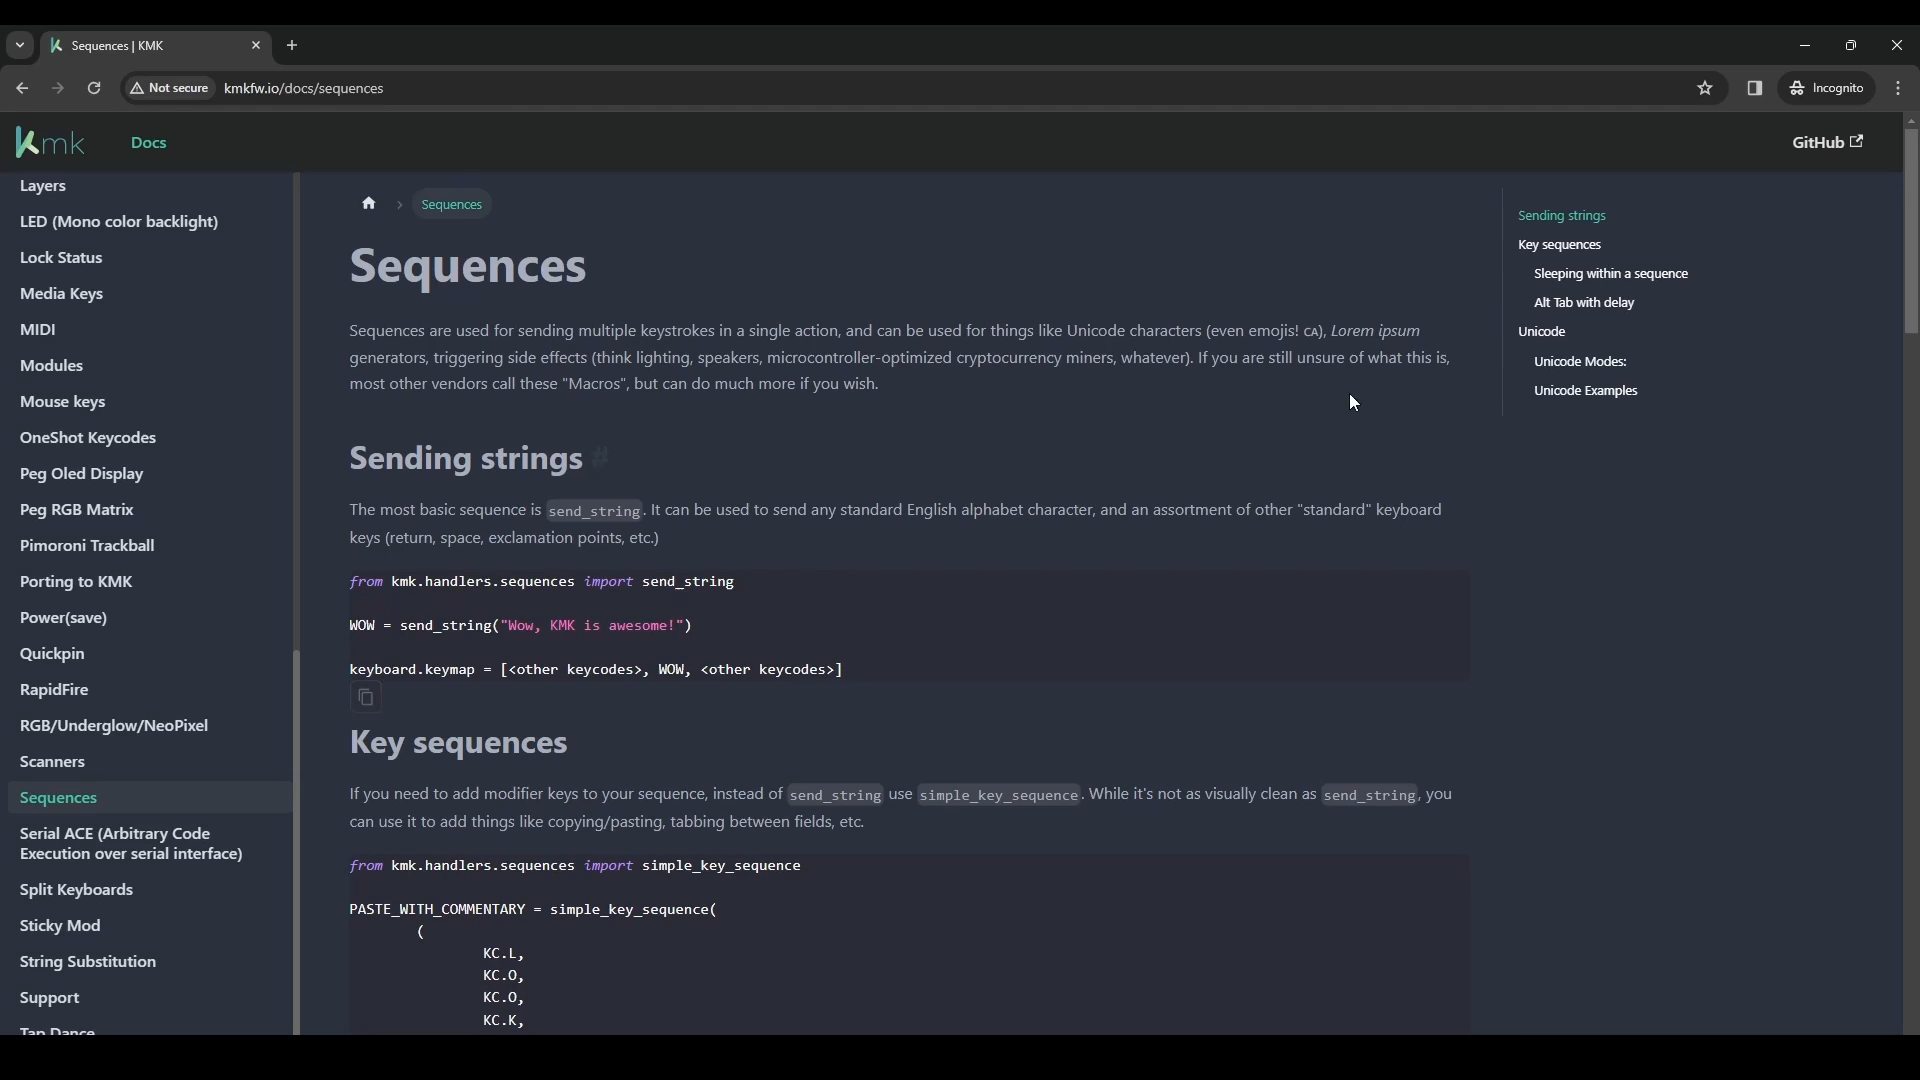 Sequences | KMK
Not secure
kmkfw.io/docs/sequences
Incognito
kmk
Docs
GitHub
Layers
LED (Mono color backlight)
Lock Status
Media Keys
MIDI
Modules
Mouse keys
OneShot Keycodes
Peg Oled Display
Peg RGB Matrix
Pimoroni Trackball
Porting to KMK
Power(save)
Quickpin
RapidFire
RGB/Underglow/NeoPixel
Scanners
Sequences
Serial ACE (Arbitrary Code
Execution over serial interface)
Split Keyboards
Sticky Mod
String Substitution
Support
Tap Dance
Sequences
Sequences
Sequences are used for sending multiple keystrokes in a single action, and can be used for things like Unicode characters (even emojis! CA), Lorem ipsum
generators, triggering side effects (think lighting, speakers, microcontroller-optimized cryptocurrency miners, whatever). If you are still unsure of what this is,
most other vendors call these "Macros", but can do much more if you wish.
Sending strings #
The most basic sequence is send_string. It can be used to send any standard English alphabet character, and an assortment of other "standard" keyboard
keys (return, space, exclamation points, etc.)
from kmk.handlers.sequences import send_string
WOW = send_string("Wow, KMK is awesome!")
keyboard.keymap = [<other keycodes>, WOW, <other keycodes>]
Key sequences
If you need to add modifier keys to your sequence, instead of send_string use simple_key_sequence. While it's not as visually clean as send_string, you
can use it to add things like copying/pasting, tabbing between fields, etc.
from kmk.handlers.sequences import simple_key_sequence
PASTE_WITH_COMMENTARY = simple_key_sequence(
(
KC.L,
KC.O,
KC.O,
KC.K,
Sending strings
Key sequences
Sleeping within a sequence
Alt Tab with delay
Unicode
Unicode Modes:
Unicode Examples